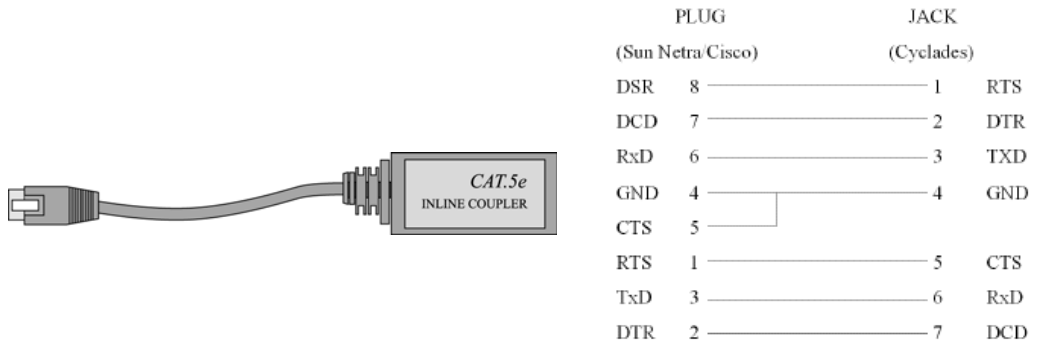 CAT.5e
INLINE COUPLER
PLUG JACK
(Sun Netra/Cisco) (Cyclades)
DSR 8 1 RTS
DCD 7 2 DTR
RxD 6 3 TXD
GND 4 4 GND
CTS 5
RTS 1 5 CTS
TxD 3 6 RxD
DTR 2 7 DCD